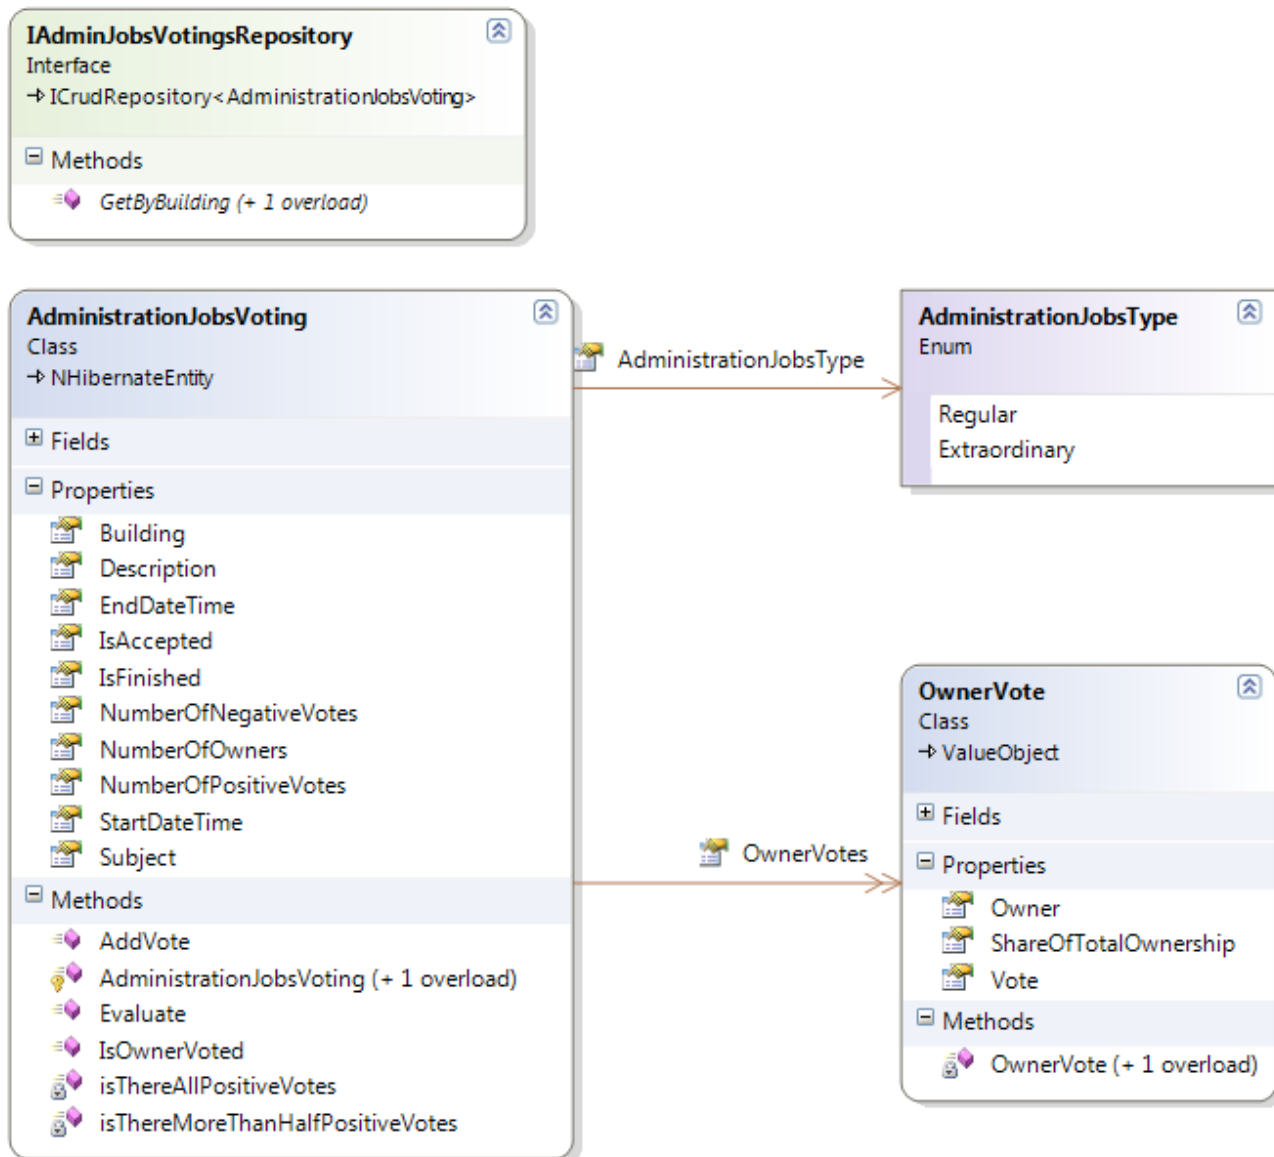 IAdminJobsVotingsRepository
Interface
ICrudRepository<AdministrationJobsVoting>
Methods
GetByBuilding (+ 1 overload)
AdministrationJobsVoting
Class
NHibernateEntity
Fields
Properties
Building
Description
EndDateTime
IsAccepted
IsFinished
NumberOfNegativeVotes
NumberOfOwners
NumberOfPositiveVotes
StartDateTime
Subject
Methods
AddVote
AdministrationJobsVoting (+ 1 overload)
Evaluate
IsOwnerVoted
isThereAllPositiveVotes
isThereMoreThanHalfPositiveVotes
AdministrationJobsType
AdministrationJobsType
Enum
Regular
Extraordinary
OwnerVotes
OwnerVote
Class
ValueObject
Fields
Properties
Owner
ShareOfTotalOwnership
Vote
Methods
OwnerVote (+ 1 overload)